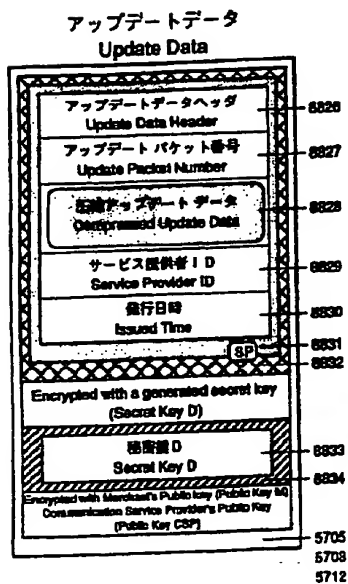 アップデートデータ
Update Data
アップデートデータヘッダ
Update Data Header
8826
アップデート パケット番号
Update Packet Number
8827
圧縮アップデート データ
Compressed Update Data
8828
サービス提供者ID
Service Provider ID
8829
発行日時
Issued Time
8830
SP
8831
8832
Encrypted with a generated secret key
(Secret Key D)
秘密鍵D
Secret Key D
8833
8834
Encrypted with Merchant's Public key (Public Key M)
Communication Service Provider's Public Key
(Public Key CSP)
5705
5708
5712